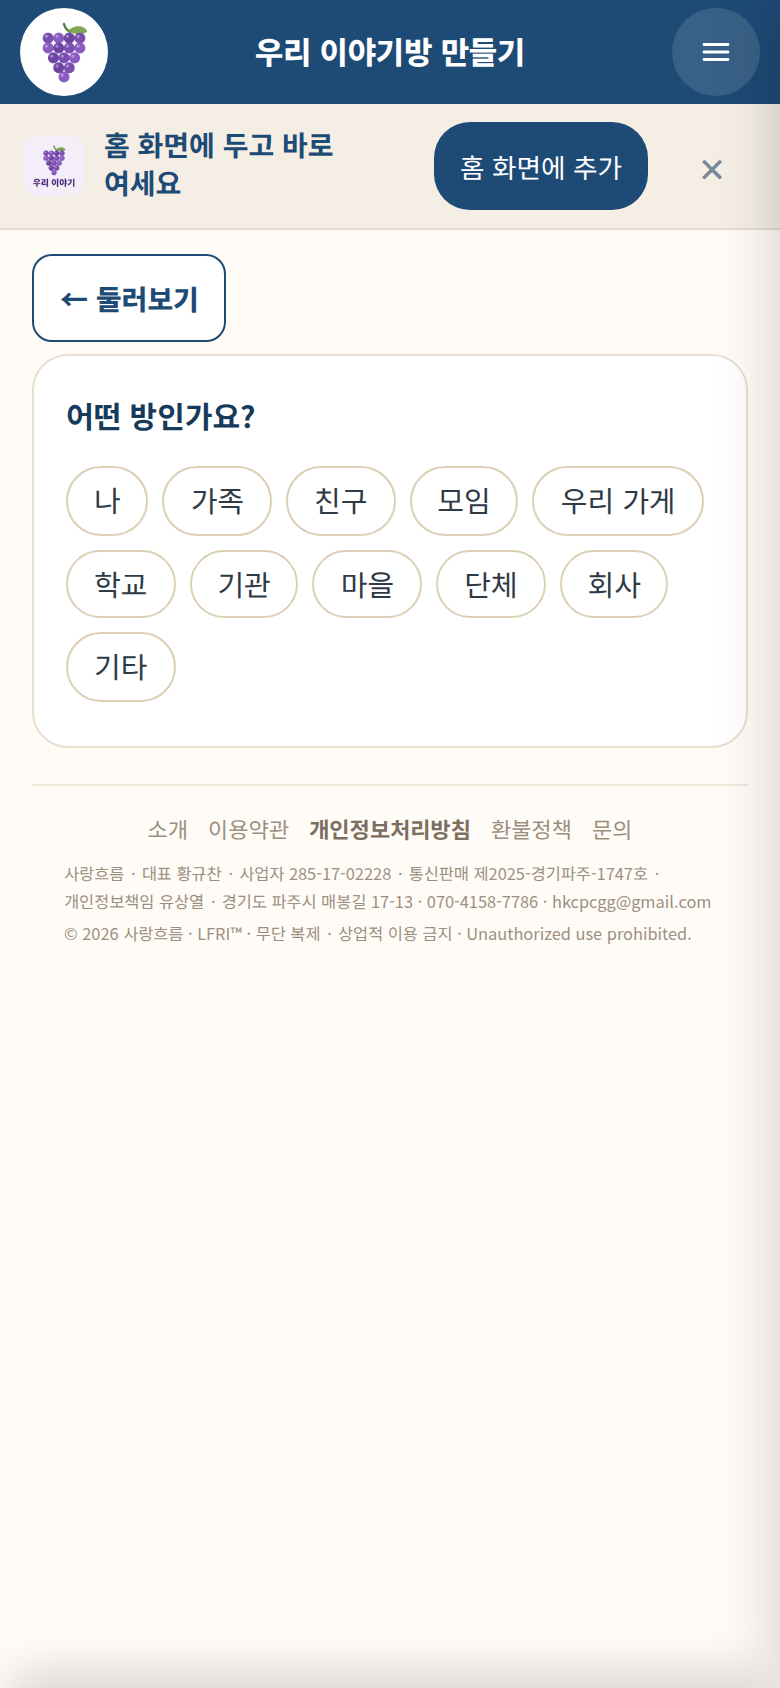 우리 이야기방 만들기
우리 이야기
홈 화면에 두고 바로
여세요
홈 화면에 추가
✕
← 둘러보기
어떤 방인가요?
나 가족 친구 모임 우리 가게
학교 기관 마을 단체 회사
기타
소개 이용약관 개인정보처리방침 환불정책 문의
사랑흐름 · 대표 황규찬 · 사업자 285-17-02228 · 통신판매 제2025-경기파주-1747호 ·
개인정보책임 유상열 · 경기도 파주시 매봉길 17-13 · 070-4158-7786 · hkcpcgg@gmail.com
© 2026 사랑흐름 · LFRI™ · 무단 복제 · 상업적 이용 금지 · Unauthorized use prohibited.